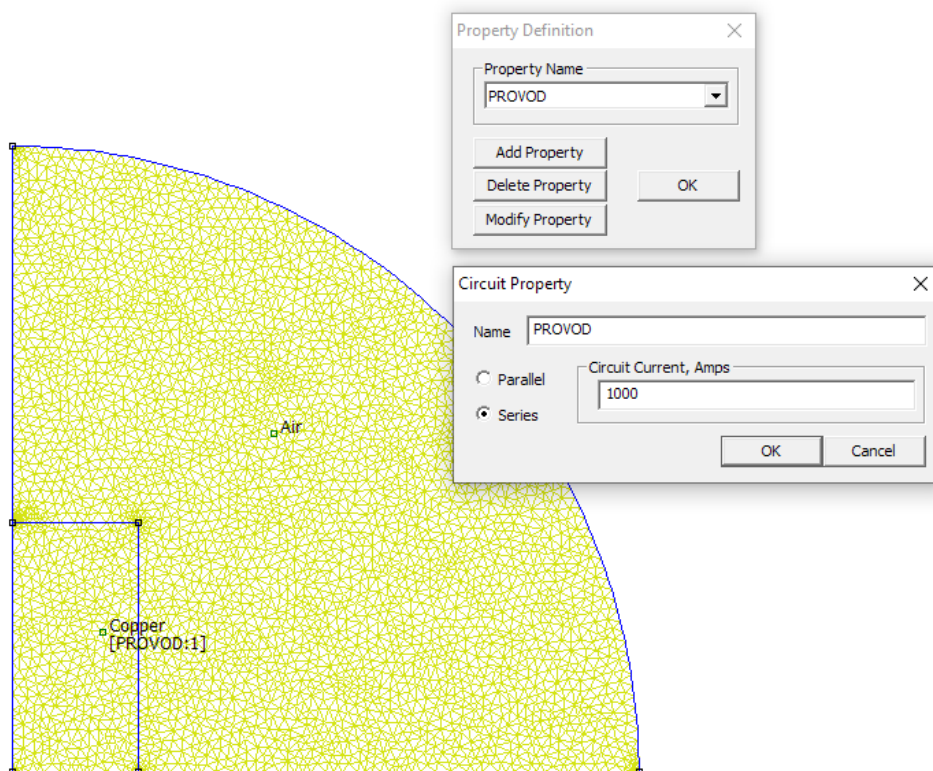 Property Definition
Property Name
PROVOD
Add Property
Delete Property
OK
Modify Property
Circuit Property
Name
PROVOD
Parallel
Series
Circuit Current, Amps
1000
OK
Cancel
Air
Copper
[PROVOD:1]